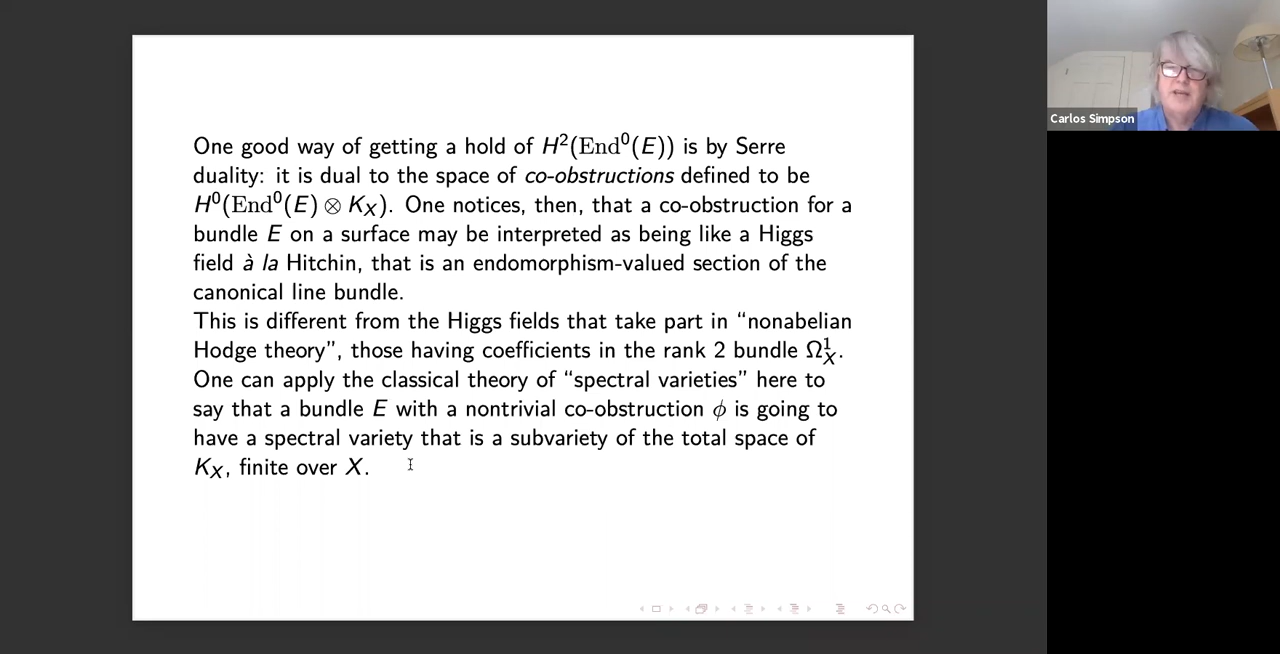 One good way of getting a hold of H²(End⁰(E)) is by Serre
duality: it is dual to the space of co-obstructions defined to be
H⁰(End⁰(E) ⊗ K_X). One notices, then, that a co-obstruction for a
bundle E on a surface may be interpreted as being like a Higgs
field à la Hitchin, that is an endomorphism-valued section of the
canonical line bundle.
This is different from the Higgs fields that take part in “nonabelian
Hodge theory”, those having coefficients in the rank 2 bundle Ω¹_X.
One can apply the classical theory of “spectral varieties” here to
say that a bundle E with a nontrivial co-obstruction ϕ is going to
have a spectral variety that is a subvariety of the total space of
K_X, finite over X.
Carlos Simpson